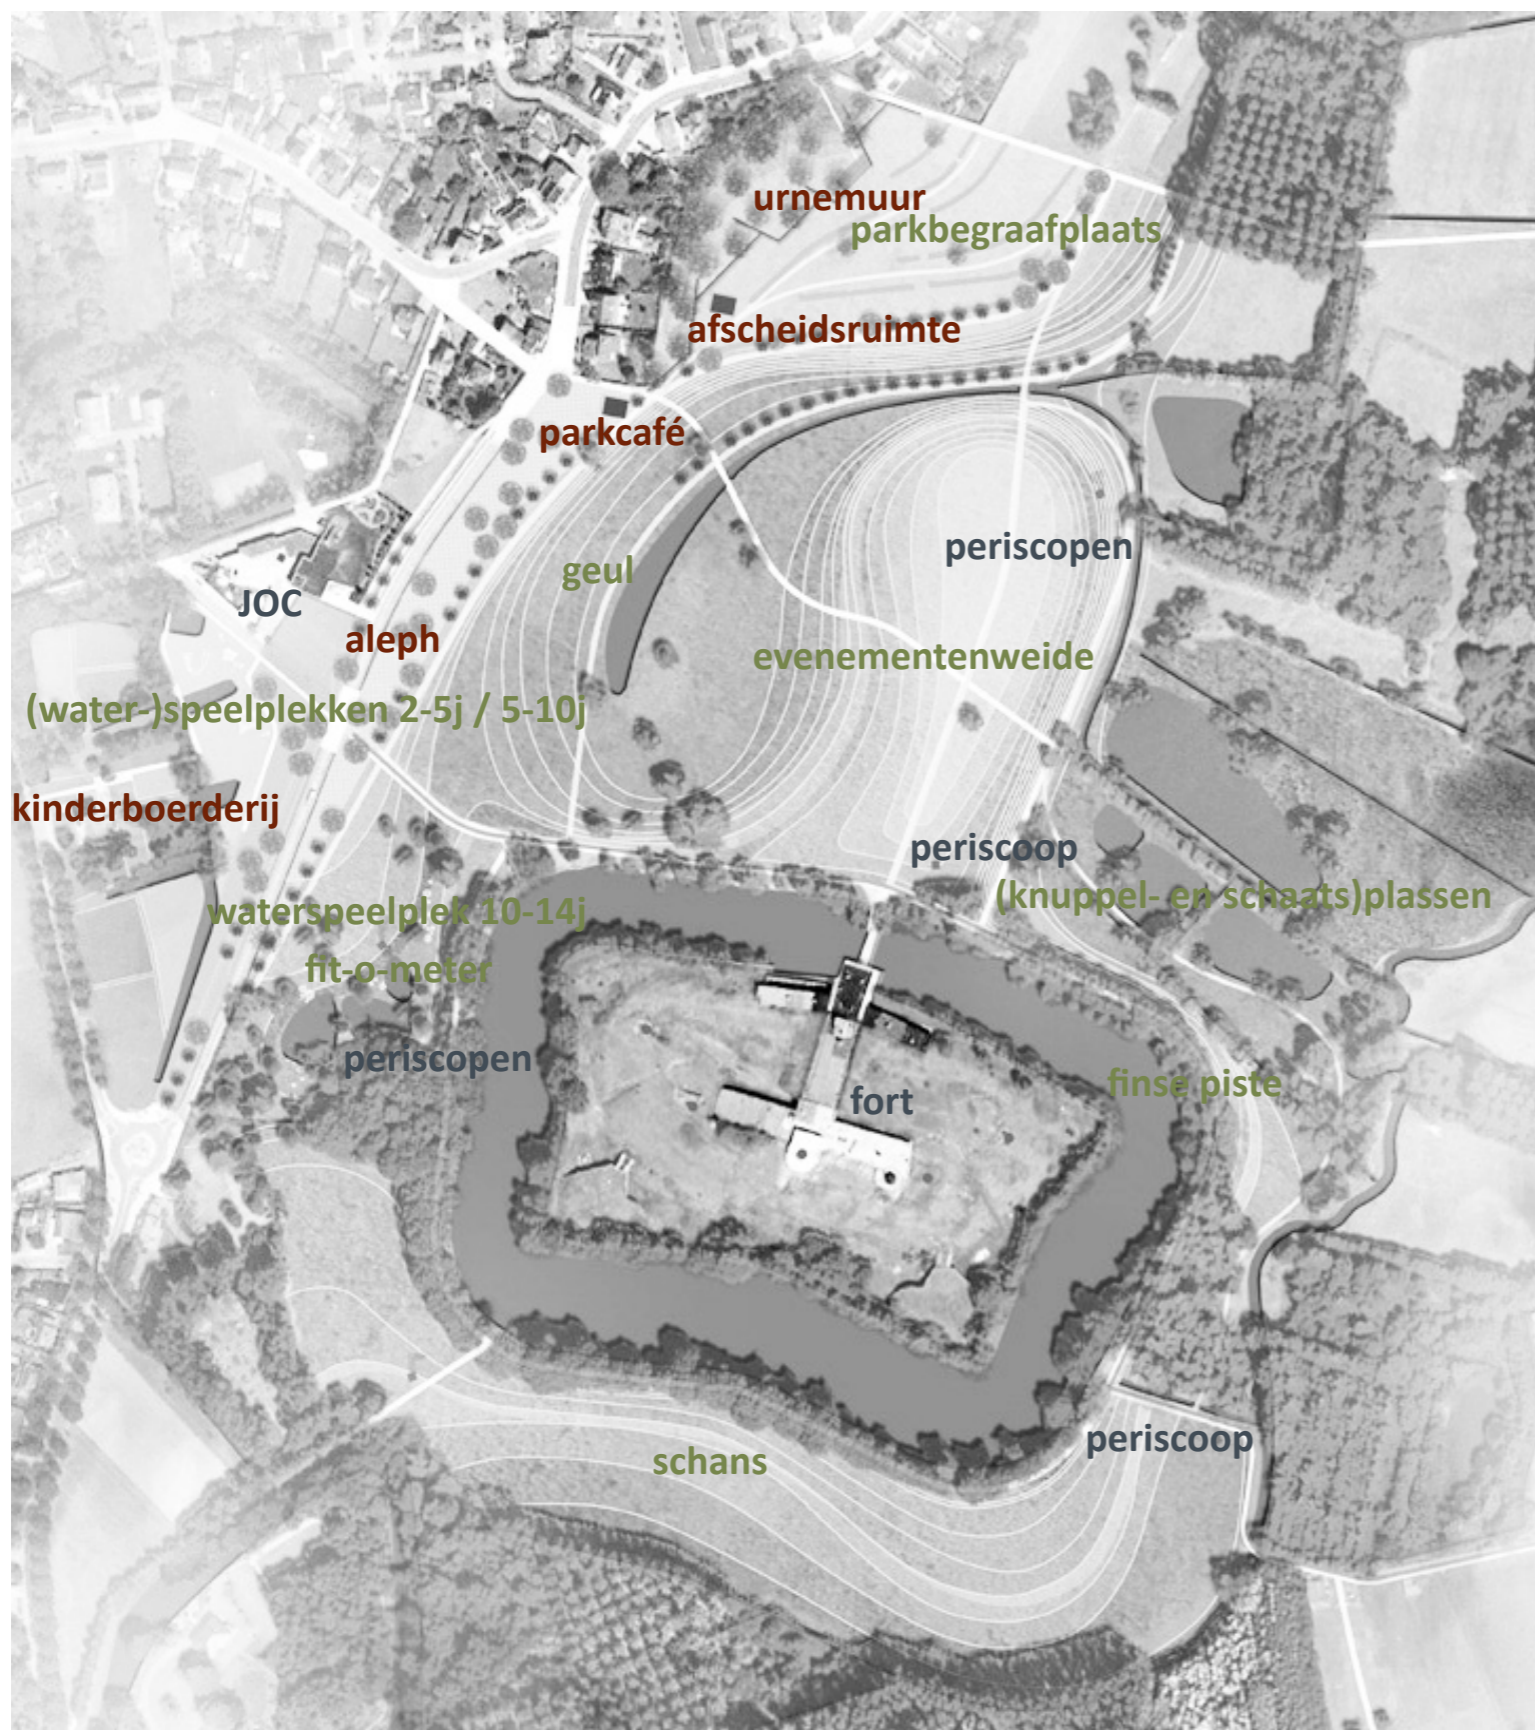 urnemuur
parkbegraafplaats
afscheidsruimte
parkcafé
periscopen
geul
JOC
aleph
evenementenweide
(water-)speelplekken 2-5j / 5-10j
kinderboerderij
periscoop
(knuppel- en schaats)plassen
waterspeelplek 10-14j
fit-o-meter
periscopen
finse piste
fort
periscoop
schans